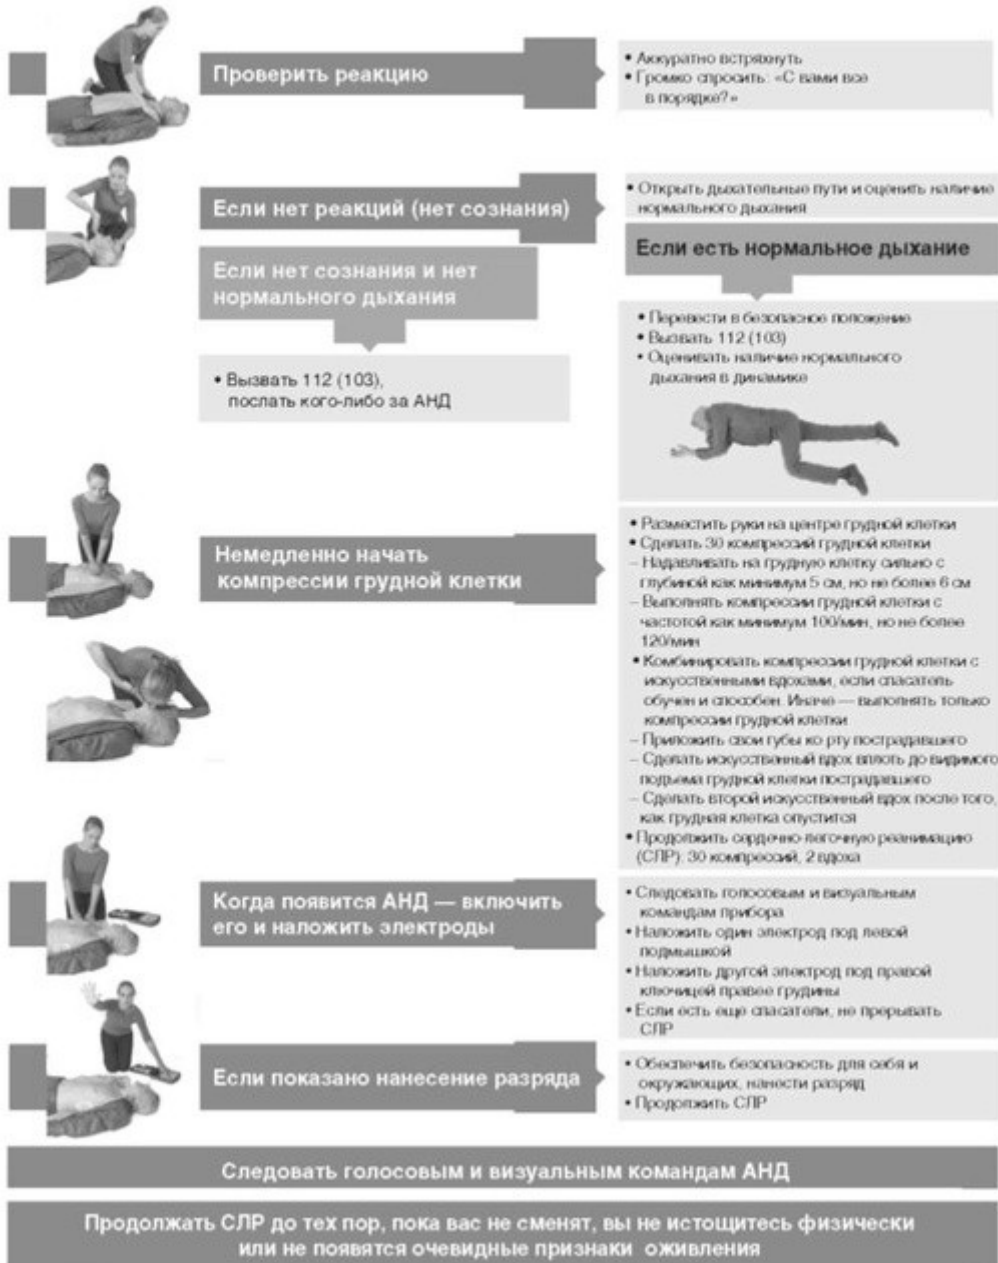 Проверить реакцию
• Аккуратно встряхнуть
• Громко спросить: «С вами все
в порядке?»
Если нет реакций (нет сознания)
• Открыть дыхательные пути и оценить наличие
нормального дыхания
Если нет сознания и нет
нормального дыхания
• Вызвать 112 (103),
послать кого-либо за АНД
Если есть нормальное дыхание
• Перевести в безопасное положение
• Вызвать 112 (103)
• Оценивать наличие нормального
дыхания в динамике
Немедленно начать
компрессии грудной клетки
• Разместить руки на центре грудной клетки
• Сделать 30 компрессий грудной клетки
– Надавливать на грудную клетку сильно с
глубиной как минимум 5 см, но не более 6 см
– Выполнять компрессии грудной клетки с
частотой как минимум 100/мин, но не более
120/мин
• Комбинировать компрессии грудной клетки с
искусственными вдохами, если спасатель
обучен и способен. Иначе — выполнять только
компрессии грудной клетки
– Приложить свои губы ко рту пострадавшего
– Сделать искусственный вдох вплоть до видимого
подъема грудной клетки пострадавшего
– Сделать второй искусственный вдох после того,
как грудная клетка опустится
• Продолжить сердечно-легочную реанимацию
(СЛР): 30 компрессий, 2 вдоха
Когда появится АНД — включить
его и наложить электроды
• Следовать голосовым и визуальным
командам прибора
• Наложить один электрод под левой
подмышкой
• Наложить другой электрод под правой
ключицей правее грудины
• Если есть еще спасатели, не прерывать
СЛР
Если показано нанесение разряда
• Обеспечить безопасность для себя и
окружающих, нанести разряд
• Продолжить СЛР
Следовать голосовым и визуальным командам АНД
Продолжать СЛР до тех пор, пока вас не сменят, вы не истощитесь физически
или не появятся очевидные признаки оживления